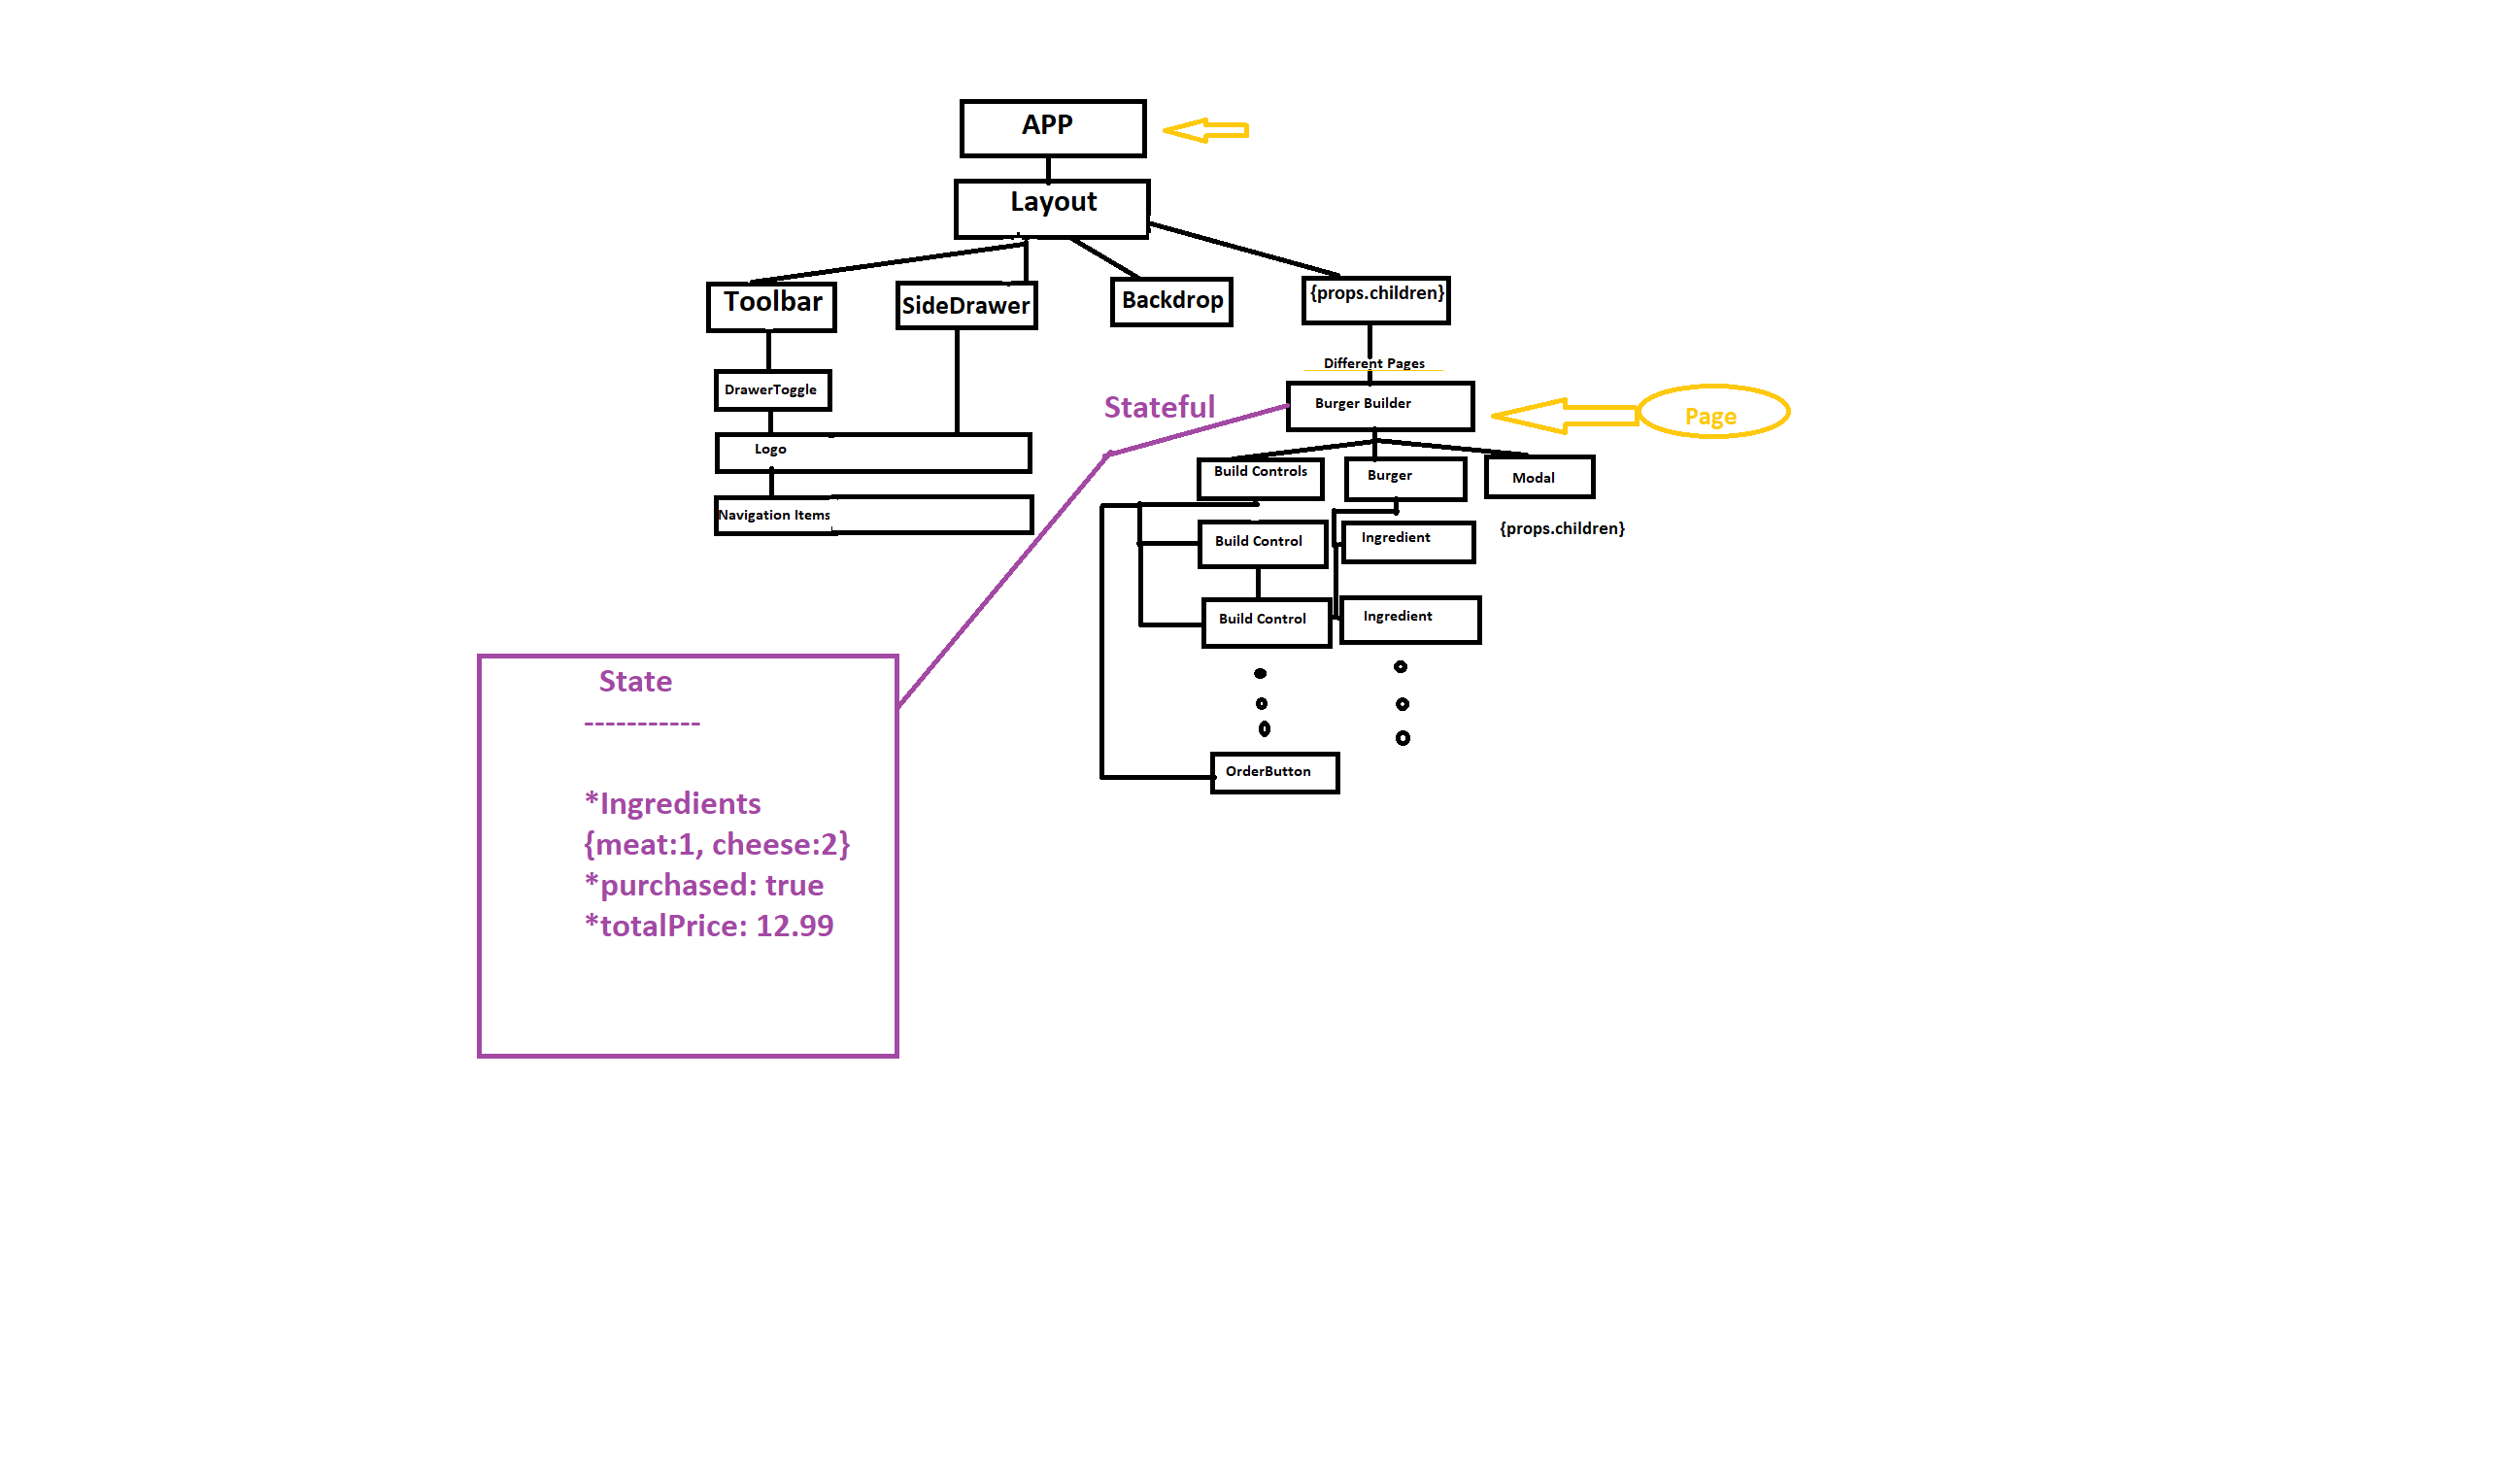 APP
Layout
Toolbar
SideDrawer
Backdrop
{props.children}
Different Pages
DrawerToggle
Stateful
Burger Builder
Page
Logo
Build Controls
Burger
Modal
Navigation Items
{props.children}
Build Control
Ingredient
Build Control
Ingredient
OrderButton
State
-----------
*Ingredients
{meat:1, cheese:2}
*purchased: true
*totalPrice: 12.99